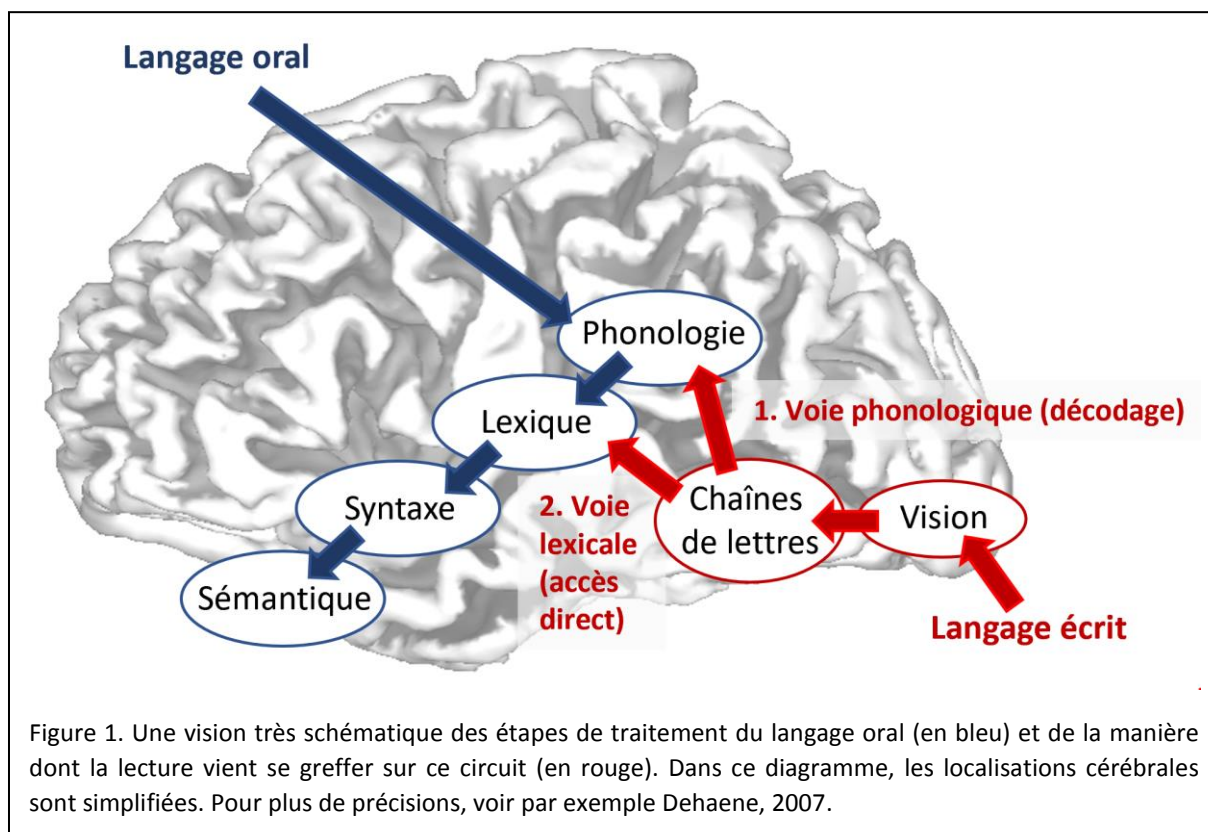 Langage oral
Phonologie
Lexique
1. Voie phonologique (décodage)
Syntaxe
2. Voie
lexicale
(accès
direct)
Chaînes
de lettres
Vision
Sémantique
Langage écrit
Figure 1. Une vision très schématique des étapes de traitement du langage oral (en bleu) et de la manière
dont la lecture vient se greffer sur ce circuit (en rouge). Dans ce diagramme, les localisations cérébrales
sont simplifiées. Pour plus de précisions, voir par exemple Dehaene, 2007.